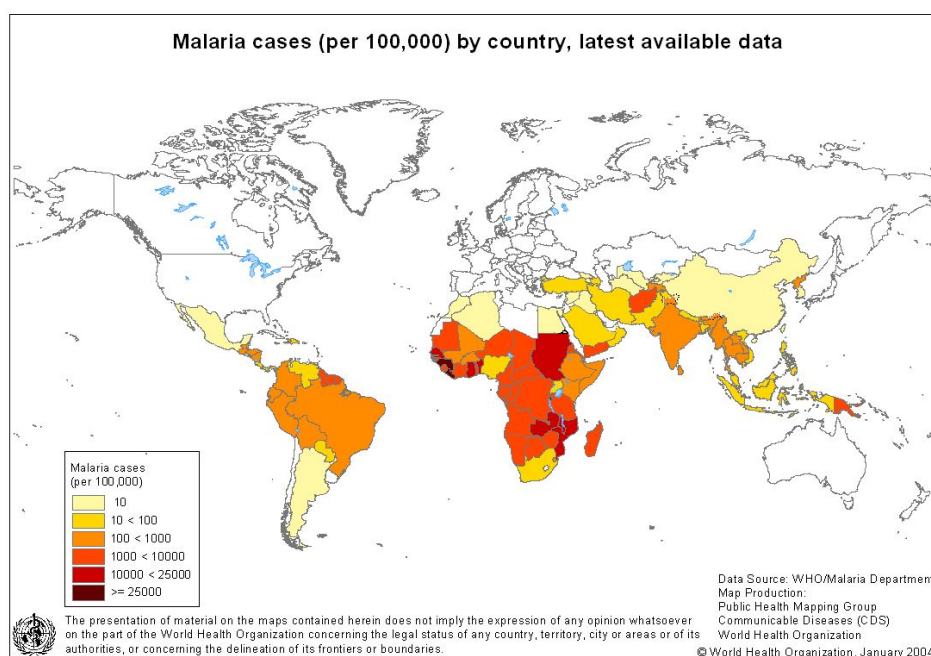 Malaria cases (per 100,000) by country, latest available data
Malaria cases
(per 100,000)
10
10 < 100
100 < 1000
1000 < 10000
10000 < 25000
>= 25000
Data Source: WHO/Malaria Department
Map Production:
Public Health Mapping Group
Communicable Diseases (CDS)
World Health Organization
© World Health Organization, January 2004
The presentation of material on the maps contained herein does not imply the expression of any opinion whatsoever
on the part of the World Health Organization concerning the legal status of any country, territory, city or areas or of its
authorities, or concerning the delineation of its frontiers or boundaries.